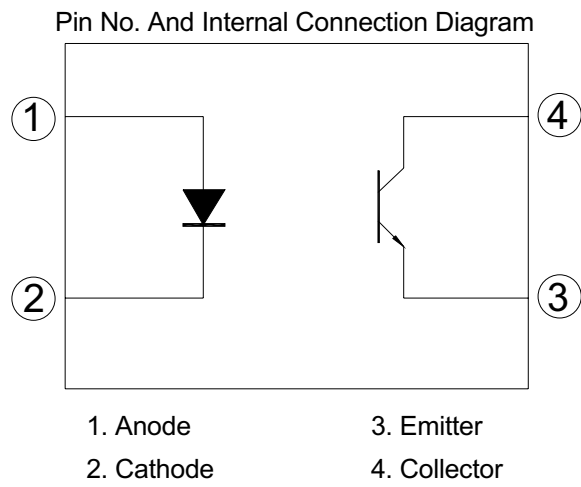 Pin No. And Internal Connection Diagram
1
4
2
3
1. Anode
3. Emitter
2. Cathode
4. Collector